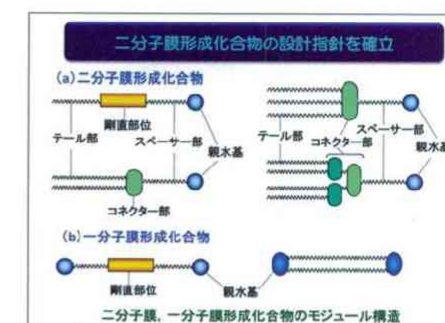 二分子膜形成化合物の設計指針を確立
(a)二分子膜形成化合物
テール部
剛直部位
スペーサー部
親水基
コネクター部
テール部
コネクター部
スペーサー部
親水基
(b)一分子膜形成化合物
剛直部位
親水基
二分子膜，一分子膜形成化合物のモジュール構造